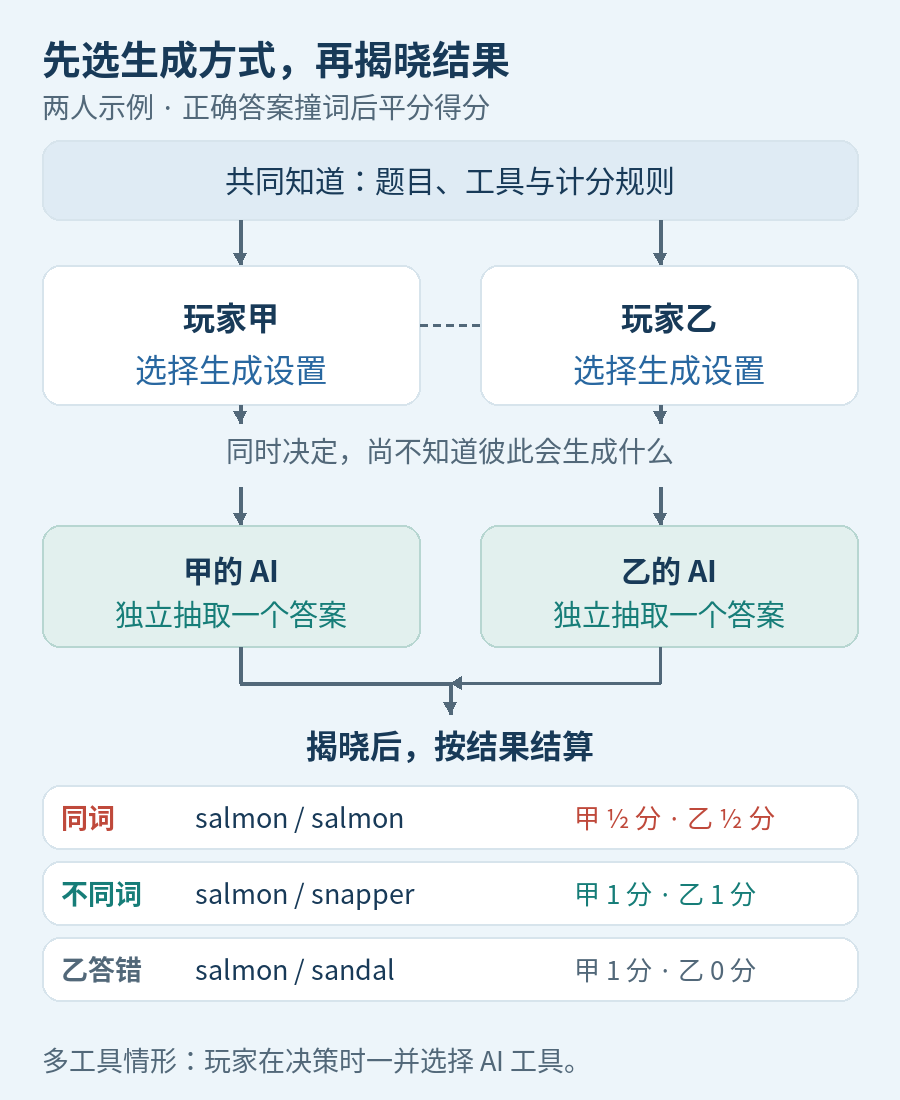 先选生成方式，再揭晓结果
两人示例 · 正确答案撞词后平分得分
共同知道：题目、工具与计分规则
玩家甲
选择生成设置
玩家乙
选择生成设置
同时决定，尚不知道彼此会生成什么
甲的 AI
独立抽取一个答案
乙的 AI
独立抽取一个答案
揭晓后，按结果结算
同词 salmon / salmon 甲 ½ 分 · 乙 ½ 分
不同词 salmon / snapper 甲 1 分 · 乙 1 分
乙答错 salmon / sandal 甲 1 分 · 乙 0 分
多工具情形：玩家在决策时一并选择 AI 工具。